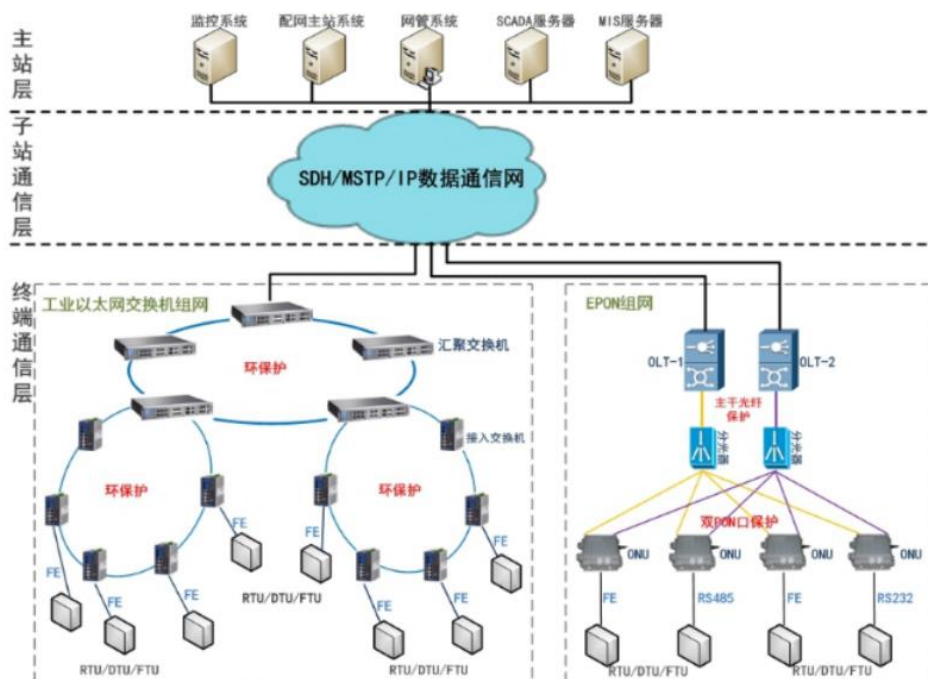 主站层
监控系统
配网主站系统
网管系统
SCADA服务器
MIS服务器
子站通信层
SDH/MSTP/IP数据通信网
终端通信层
工业以太网交换机组网
汇聚交换机
环保护
接入交换机
环保护
环保护
FE
FE
FE
FE
FE
FE
FE
FE
RTU/DTU/FTU
RTU/DTU/FTU
RTU/DTU/FTU
EPON组网
OLT-1
OLT-2
主干光纤
保护
分光器
分光器
双PON口保护
ONU
ONU
ONU
ONU
FE
RS485
FE
RS232
RTU/DTU/FTU
RTU/DTU/FTU